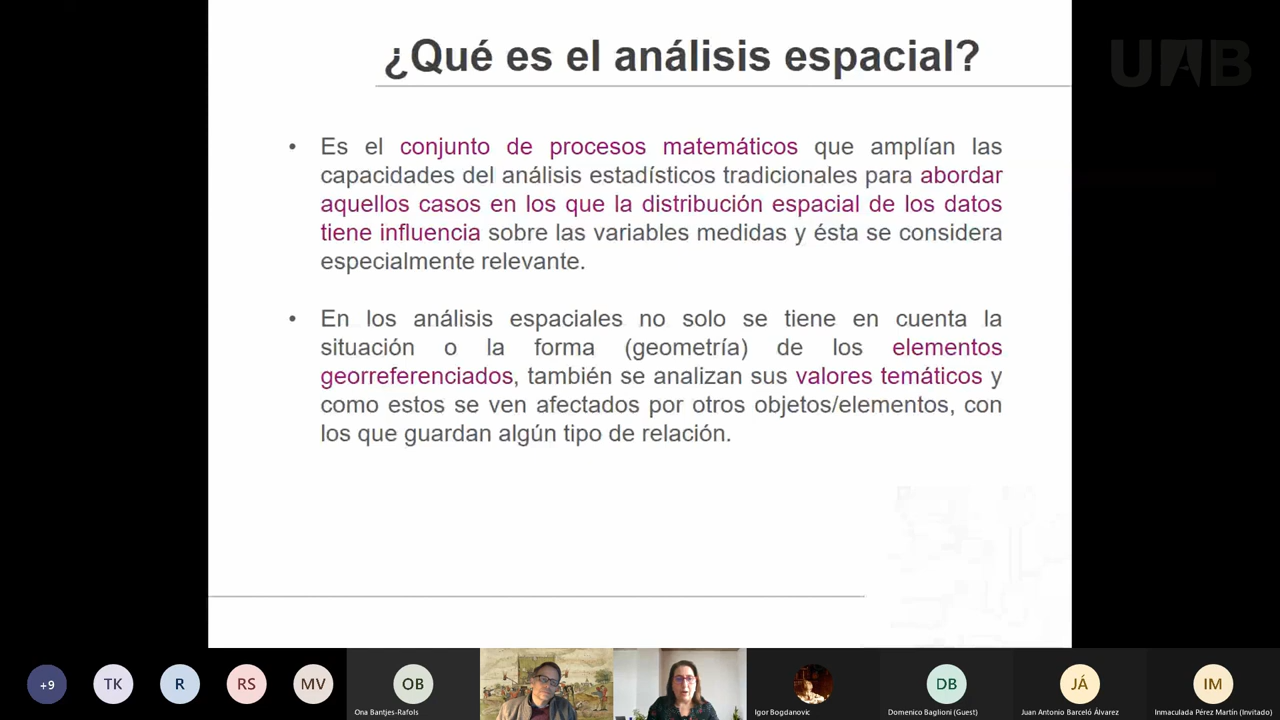 ¿Qué es el análisis espacial?
UAB
• Es el conjunto de procesos matemáticos que amplían las
capacidades del análisis estadísticos tradicionales para abordar
aquellos casos en los que la distribución espacial de los datos
tiene influencia sobre las variables medidas y ésta se considera
especialmente relevante.
• En los análisis espaciales no solo se tiene en cuenta la
situación o la forma (geometría) de los elementos
georreferenciados, también se analizan sus valores temáticos y
como estos se ven afectados por otros objetos/elementos, con
los que guardan algún tipo de relación.
+9
TK
R
RS
MV
OB
Ona Bantjes-Rafols
Igor Bogdanovic
DB
Domenico Baglioni (Guest)
JÁ
Juan Antonio Barceló Álvarez
IM
Inmaculada Pérez Martín (Invitado)